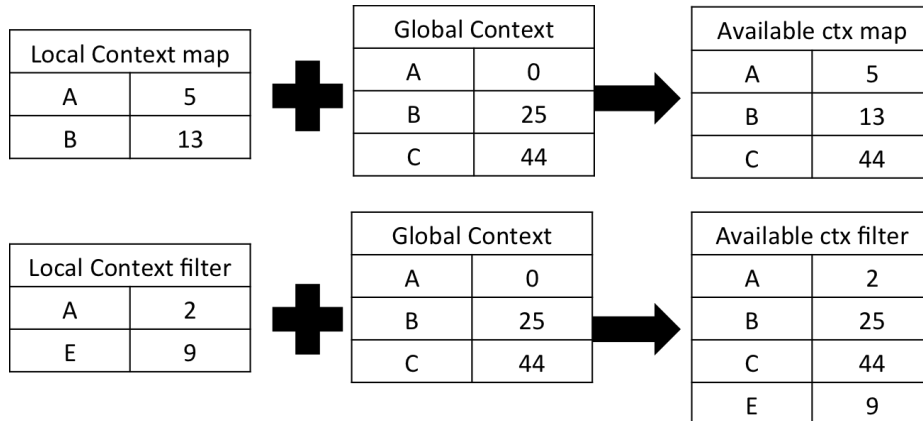 Local Context map
A 5
B 13
Global Context
A 0
B 25
C 44
Available ctx map
A 5
B 13
C 44
Local Context filter
A 2
E 9
Global Context
A 0
B 25
C 44
Available ctx filter
A 2
B 25
C 44
E 9